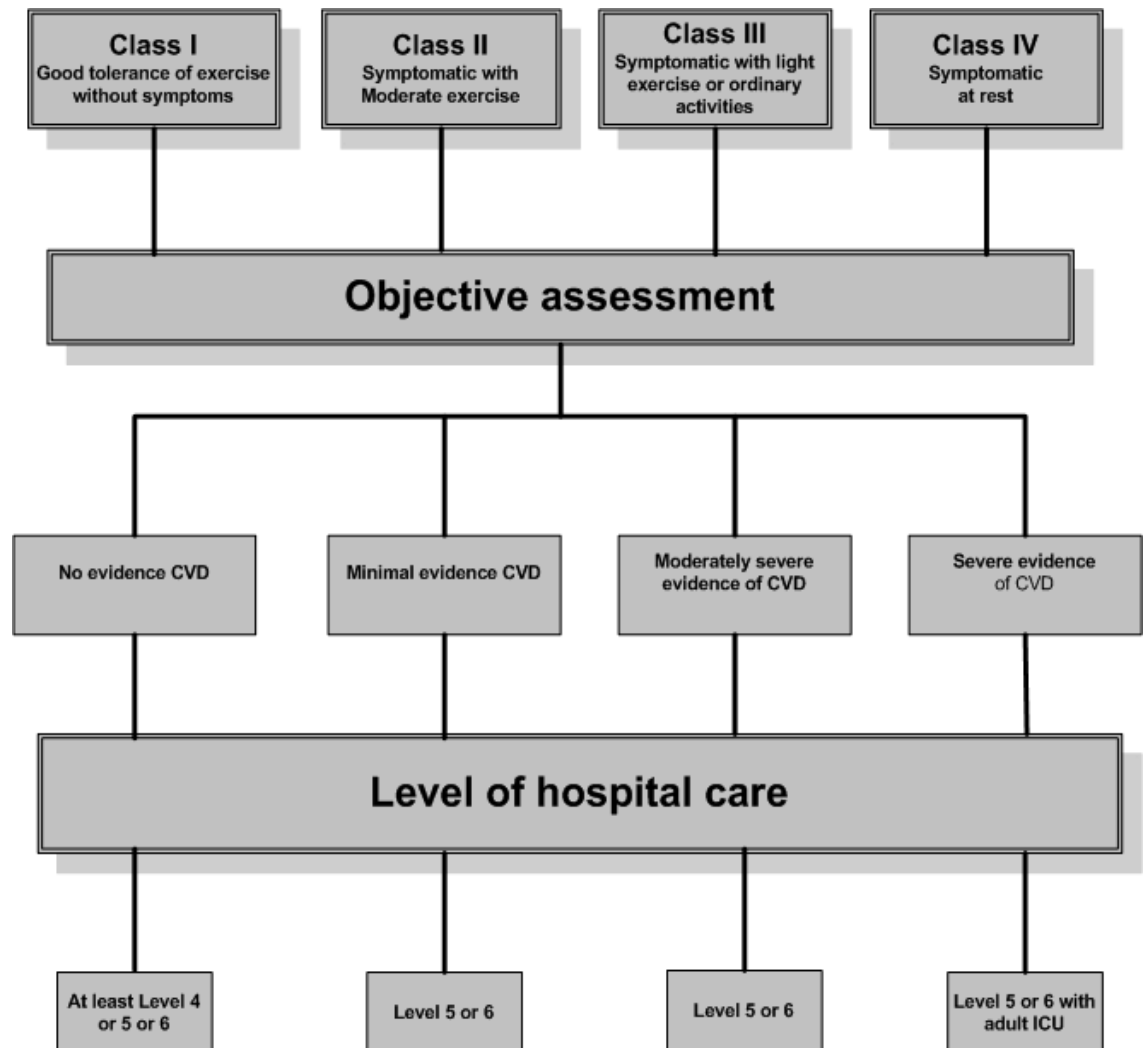 Class I
Good tolerance of exercise
without symptoms
Class II
Symptomatic with
Moderate exercise
Class III
Symptomatic with light
exercise or ordinary
activities
Class IV
Symptomatic
at rest
Objective assessment
No evidence CVD
Minimal evidence CVD
Moderately severe
evidence of CVD
Severe evidence
of CVD
Level of hospital care
At least Level 4
or 5 or 6
Level 5 or 6
Level 5 or 6
Level 5 or 6 with
adult ICU